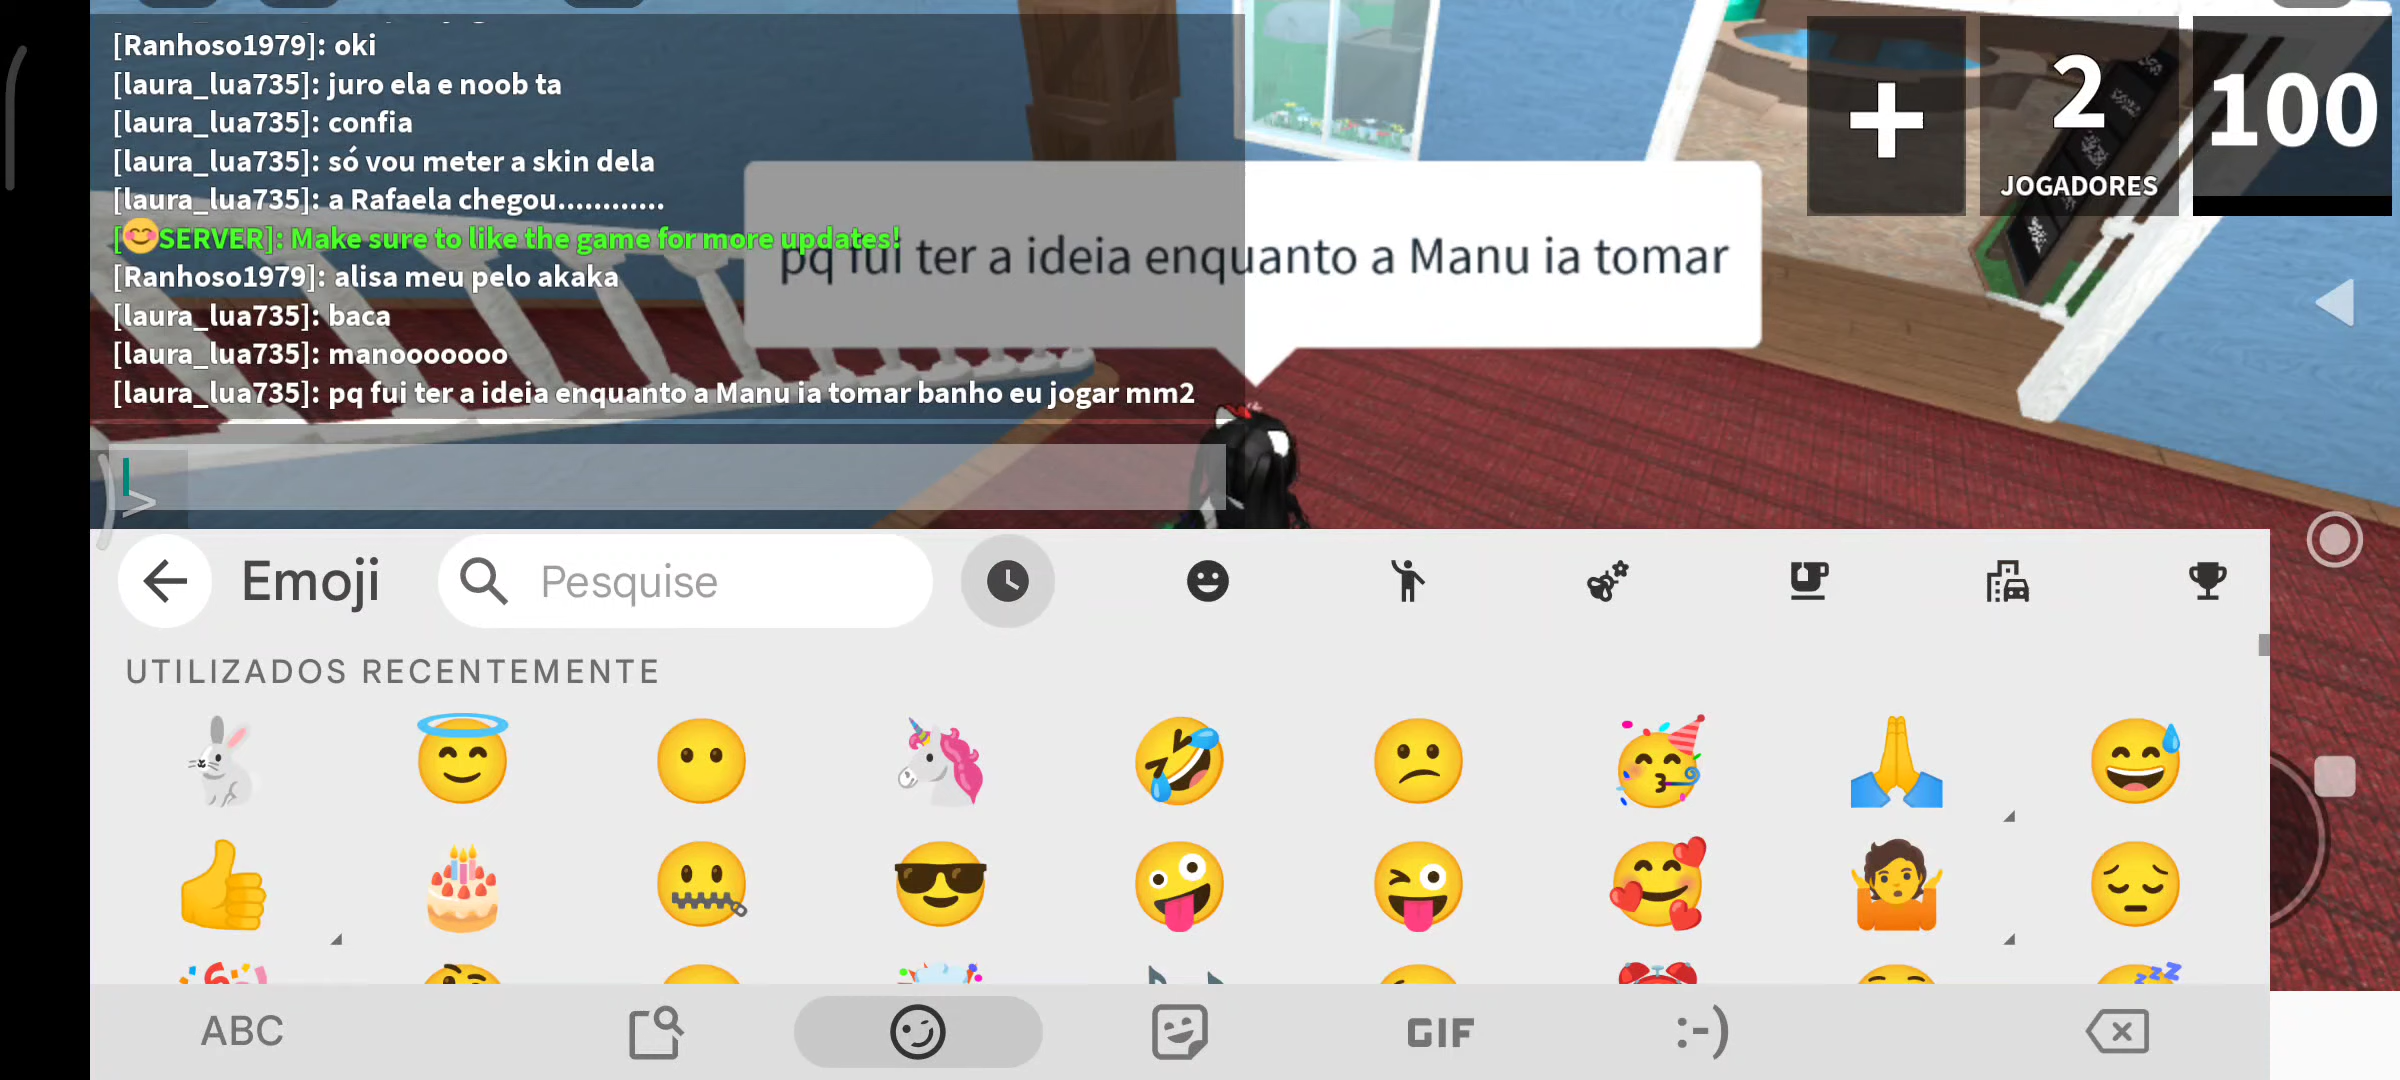 [Ranhoso1979]: oki
[laura_lua735]: juro ela e noob ta
[laura_lua735]: confia
[laura_lua735]: só vou meter a skin dela
[laura_lua735]: a Rafaela chegou............
[😊SERVER]: Make sure to like the game for more updates!
[Ranhoso1979]: alisa meu pelo akaka
[laura_lua735]: baca
[laura_lua735]: manooooooo
[laura_lua735]: pq fui ter a ideia enquanto a Manu ia tomar banho eu jogar mm2
pq fui ter a ideia enquanto a Manu ia tomar
+
2
JOGADORES
100
>
Emoji
Pesquise
UTILIZADOS RECENTEMENTE
ABC
GIF
:-)